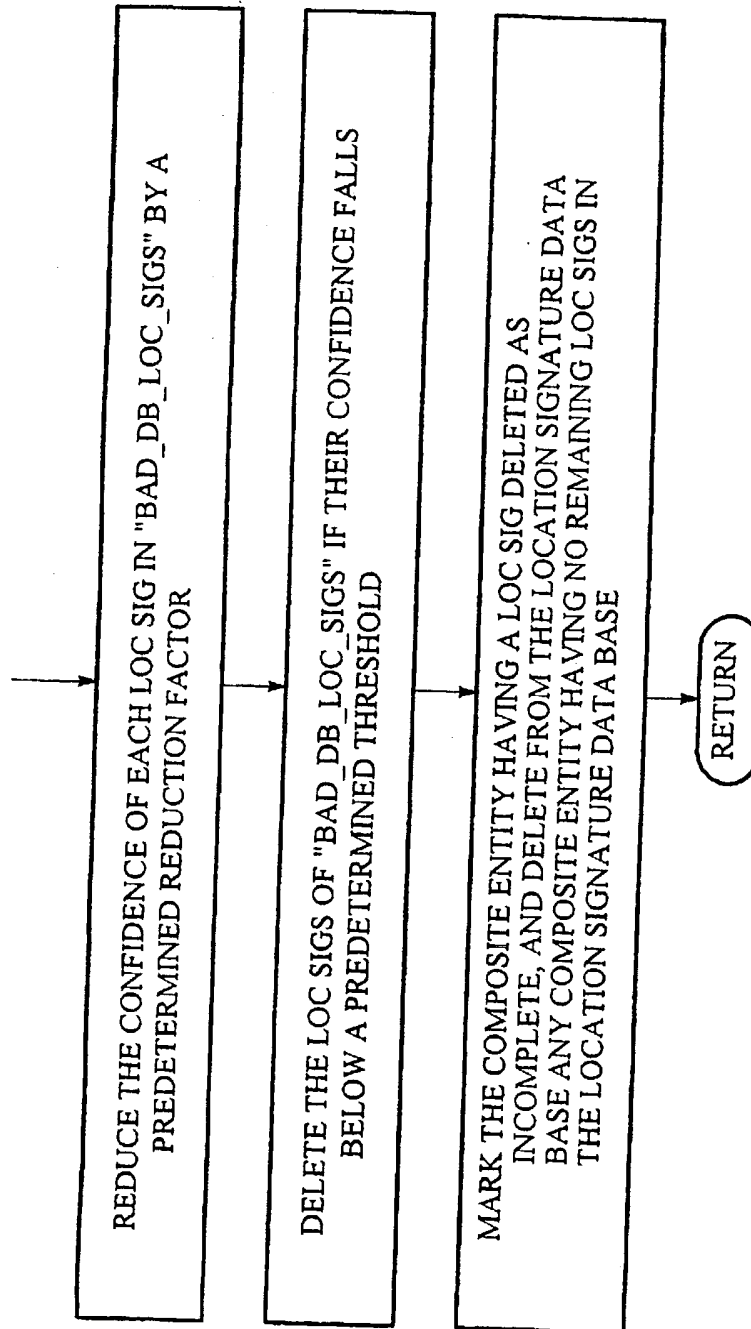 REDUCE THE CONFIDENCE OF EACH LOC SIG IN "BAD_DB_LOC_SIGS" BY A
PREDETERMINED REDUCTION FACTOR
DELETE THE LOC SIGS OF "BAD_DB_LOC_SIGS" IF THEIR CONFIDENCE FALLS
BELOW A PREDETERMINED THRESHOLD
MARK THE COMPOSITE ENTITY HAVING A LOC SIG DELETED AS
INCOMPLETE, AND DELETE FROM THE LOCATION SIGNATURE DATA
BASE ANY COMPOSITE ENTITY HAVING NO REMAINING LOC SIGS IN
THE LOCATION SIGNATURE DATA BASE
RETURN